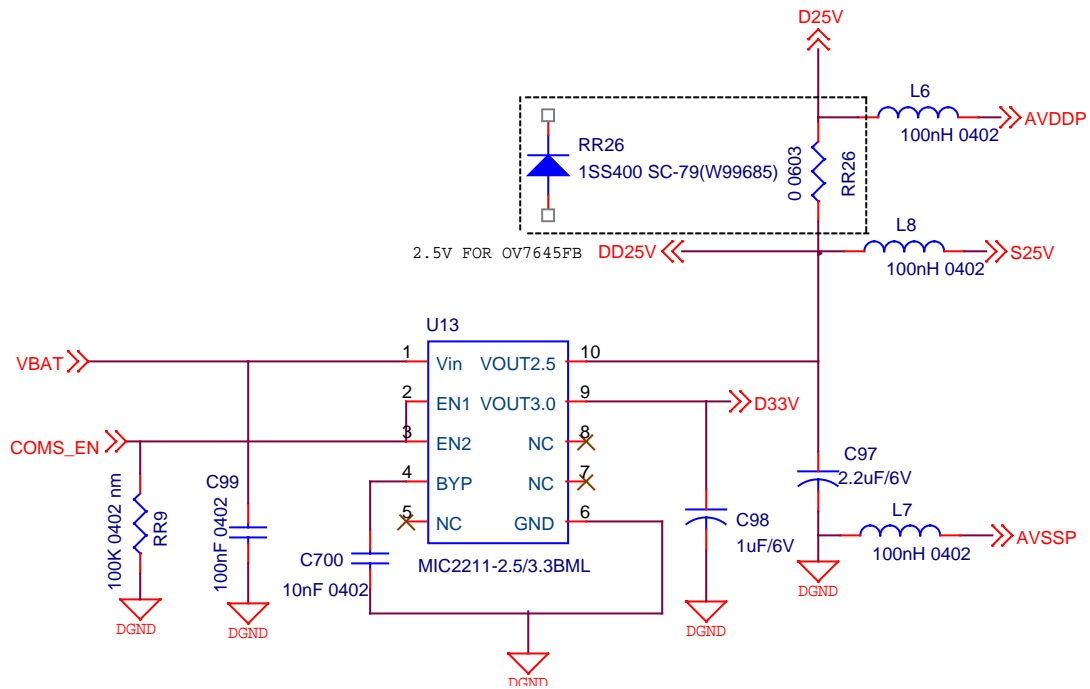 D25V
L6
AVDDP
100nH 0402
RR26
1SS400 SC-79(W99685)
0 0603
RR26
L8
2.5V FOR OV7645FB
DD25V
S25V
100nH 0402
U13
VBAT
1
Vin
VOUT2.5
10
2
EN1
VOUT3.0
9
D33V
COMS_EN
3
EN2
NC
8
4
BYP
NC
7
5
NC
GND
6
C97
2.2uF/6V
C99
100nF 0402
100K 0402 nm
RR9
C700
10nF 0402
MIC2211-2.5/3.3BML
C98
1uF/6V
L7
AVSSP
100nH 0402
DGND
DGND
DGND
DGND
DGND